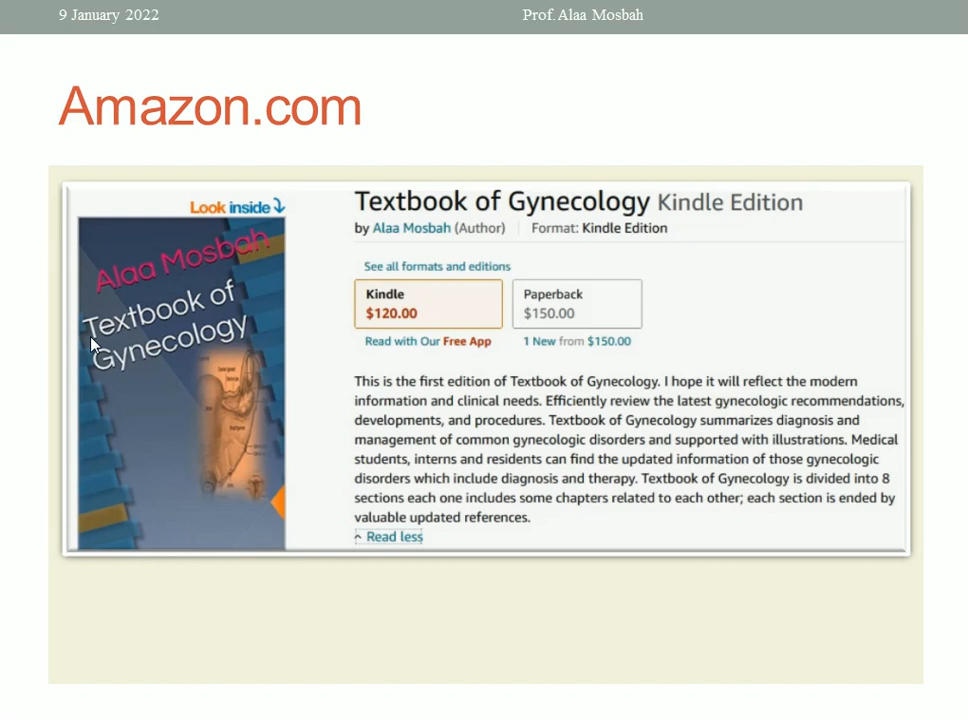 9 January 2022
Prof. Alaa Mosbah
Amazon.com
Look inside
Alaa Mosbah
Textbook of
Gynecology
Textbook of Gynecology Kindle Edition
by Alaa Mosbah (Author) Format: Kindle Edition
See all formats and editions
Kindle
$120.00
Read with Our Free App
Paperback
$150.00
1 New from $150.00
This is the first edition of Textbook of Gynecology. I hope it will reflect the modern
information and clinical needs. Efficiently review the latest gynecologic recommendations,
developments, and procedures. Textbook of Gynecology summarizes diagnosis and
management of common gynecologic disorders and supported with illustrations. Medical
students, interns and residents can find the updated information of those gynecologic
disorders which include diagnosis and therapy. Textbook of Gynecology is divided into 8
sections each one includes some chapters related to each other; each section is ended by
valuable updated references.
Read less